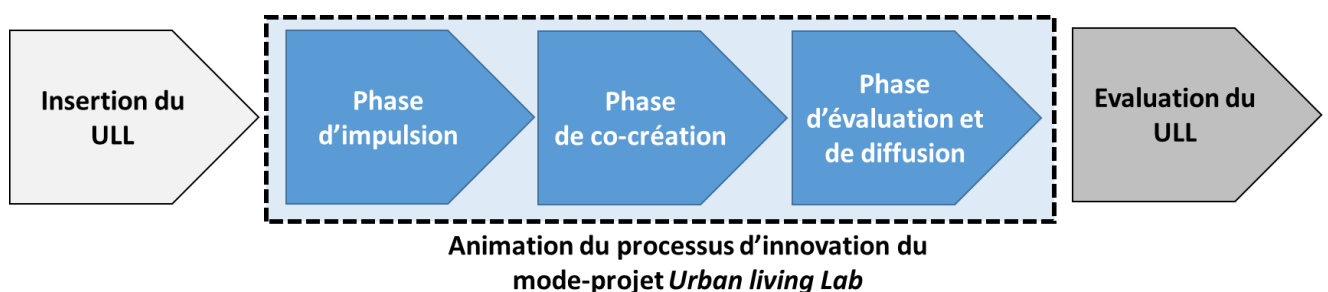 Insertion du
ULL
Phase
d’impulsion
Phase
de co-création
Phase
d’évaluation et
de diffusion
Evaluation du
ULL
Animation du processus d’innovation du
mode-projet Urban living Lab